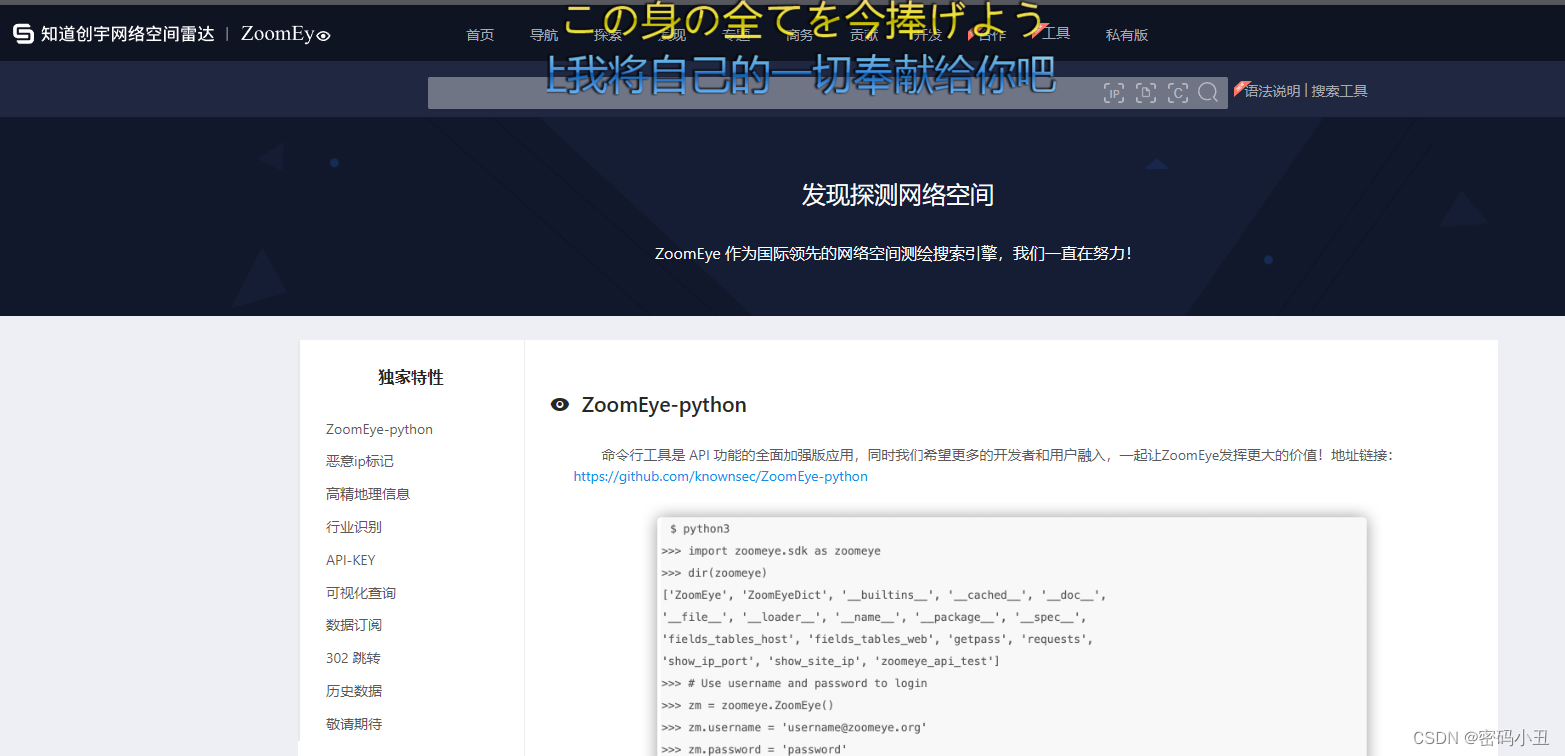 知道创宇网络空间雷达 | ZoomEye
首页 导航 探索 发现 专题 商务 贡献 开发 合作 工具 私有版
この身の全てを今捧げよう
上我将自己的一切奉献给你吧
IP D C 语法说明 | 搜索工具
发现探测网络空间
ZoomEye 作为国际领先的网络空间测绘搜索引擎，我们一直在努力！
独家特性
ZoomEye-python
恶意ip标记
高精地理信息
行业识别
API-KEY
可视化查询
数据订阅
302 跳转
历史数据
敬请期待
ZoomEye-python
命令行工具是 API 功能的全面加强版应用，同时我们希望更多的开发者和用户融入，一起让ZoomEye发挥更大的价值！地址链接：
https://github.com/knownsec/ZoomEye-python
$ python3
>>> import zoomeye.sdk as zoomeye
>>> dir(zoomeye)
['ZoomEye', 'ZoomEyeDict', '__builtins__', '__cached__', '__doc__',
'__file__', '__loader__', '__name__', '__package__', '__spec__',
'fields_tables_host', 'fields_tables_web', 'getpass', 'requests',
'show_ip_port', 'show_site_ip', 'zoomeye_api_test']
>>> # Use username and password to login
>>> zm = zoomeye.ZoomEye()
>>> zm.username = 'username@zoomeye.org'
>>> zm.password = 'password'
CSDN @密码小丑